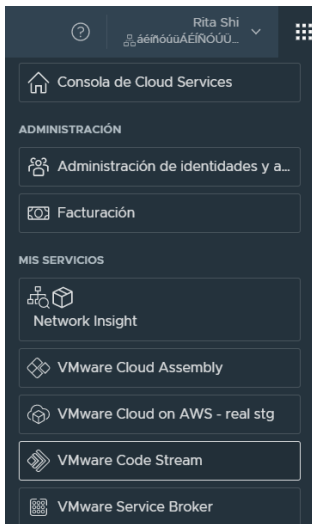 Rita Shi
áéíñóúüÁÉÍÑÓÚÜ...
Consola de Cloud Services
ADMINISTRACIÓN
Administración de identidades y a...
Facturación
MIS SERVICIOS
Network Insight
VMware Cloud Assembly
VMware Cloud on AWS - real stg
VMware Code Stream
VMware Service Broker